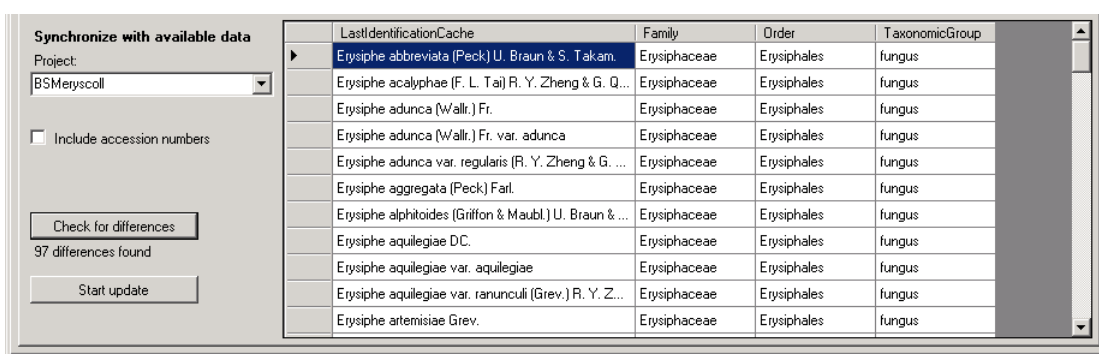 Synchronize with available data
Project:
BSMeryscoll
Include accession numbers
Check for differences
97 differences found
Start update
LastIdentificationCache Family Order TaxonomicGroup
Erysiphe abbreviata (Peck) U. Braun & S. Takam. Erysiphaceae Erysiphales fungus
Erysiphe acalyphae (F. L. Tai) R. Y. Zheng & G. Q... Erysiphaceae Erysiphales fungus
Erysiphe adunca (Wallr.) Fr. Erysiphaceae Erysiphales fungus
Erysiphe adunca (Wallr.) Fr. var. adunca Erysiphaceae Erysiphales fungus
Erysiphe adunca var. regularis (R. Y. Zheng & G. ... Erysiphaceae Erysiphales fungus
Erysiphe aggregata (Peck) Farl. Erysiphaceae Erysiphales fungus
Erysiphe alphitoides (Griffon & Maubl.) U. Braun & ... Erysiphaceae Erysiphales fungus
Erysiphe aquilegiae DC. Erysiphaceae Erysiphales fungus
Erysiphe aquilegiae var. aquilegiae Erysiphaceae Erysiphales fungus
Erysiphe aquilegiae var. ranunculi (Grev.) R. Y. Z... Erysiphaceae Erysiphales fungus
Erysiphe artemisiae Grev. Erysiphaceae Erysiphales fungus